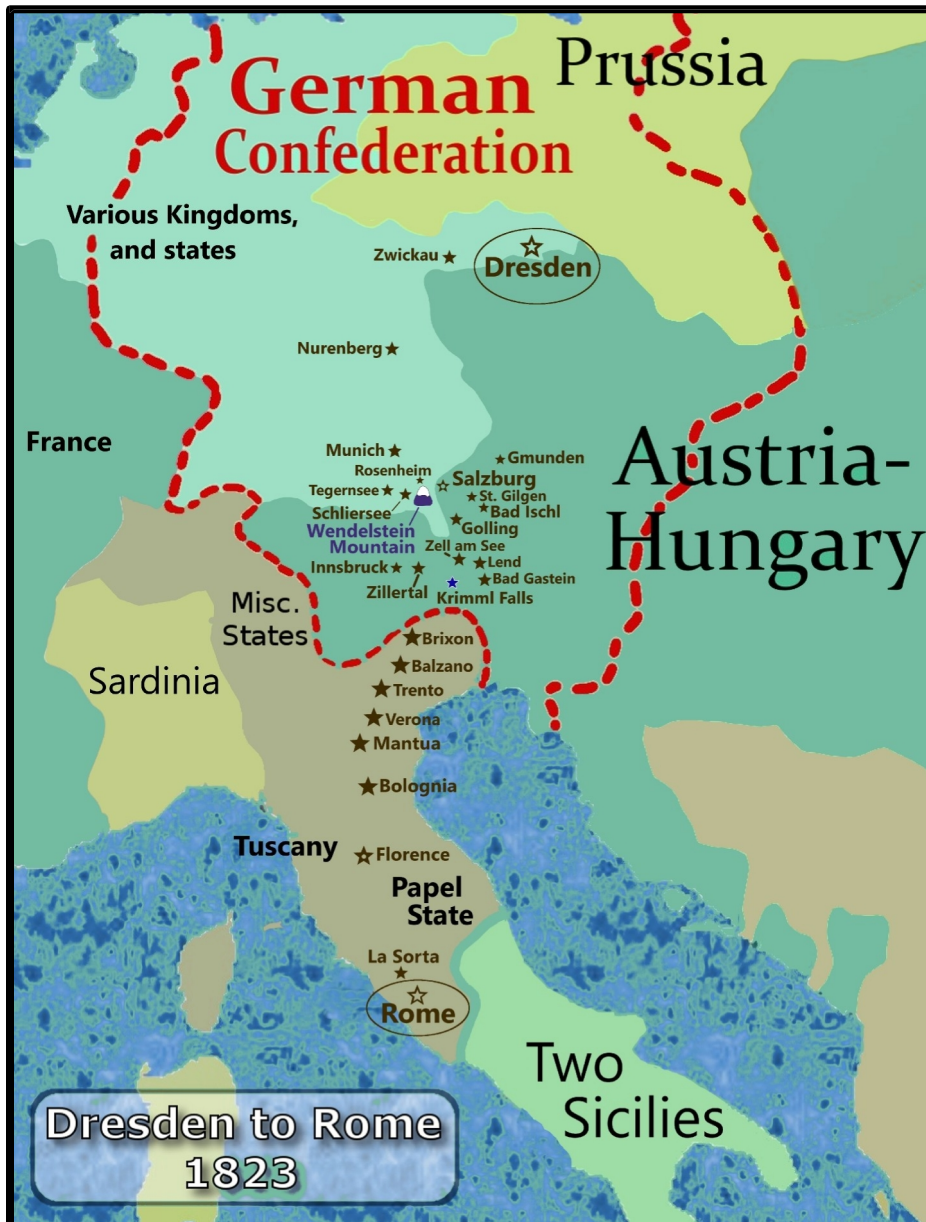 German
Confederation
Prussia
Various Kingdoms,
and states
Zwickau
Dresden
Nurenberg
France
Austria-
Hungary
Munich
Gmunden
Rosenheim
Salzburg
Tegernsee
St. Gilgen
Schliersee
Bad Ischl
Golling
Wendelstein
Mountain
Zell am See
Lend
Innsbruck
Bad Gastein
Zillertal
Krimml Falls
Misc.
States
Brixon
Balzano
Sardinia
Trento
Verona
Mantua
Bolognia
Tuscany
Florence
Papel
State
La Sorta
Rome
Two
Sicilies
Dresden to Rome
1823